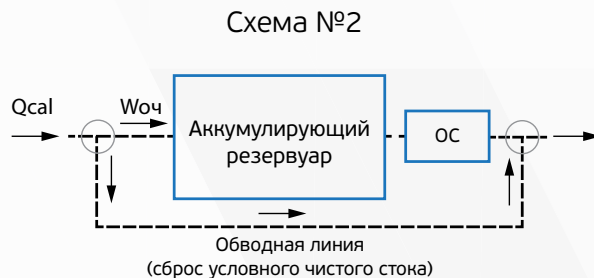 Схема №2
Qcal
Wоч
Аккумулирующий
резервуар
ОС
Обводная линия
(сброс условного чистого стока)